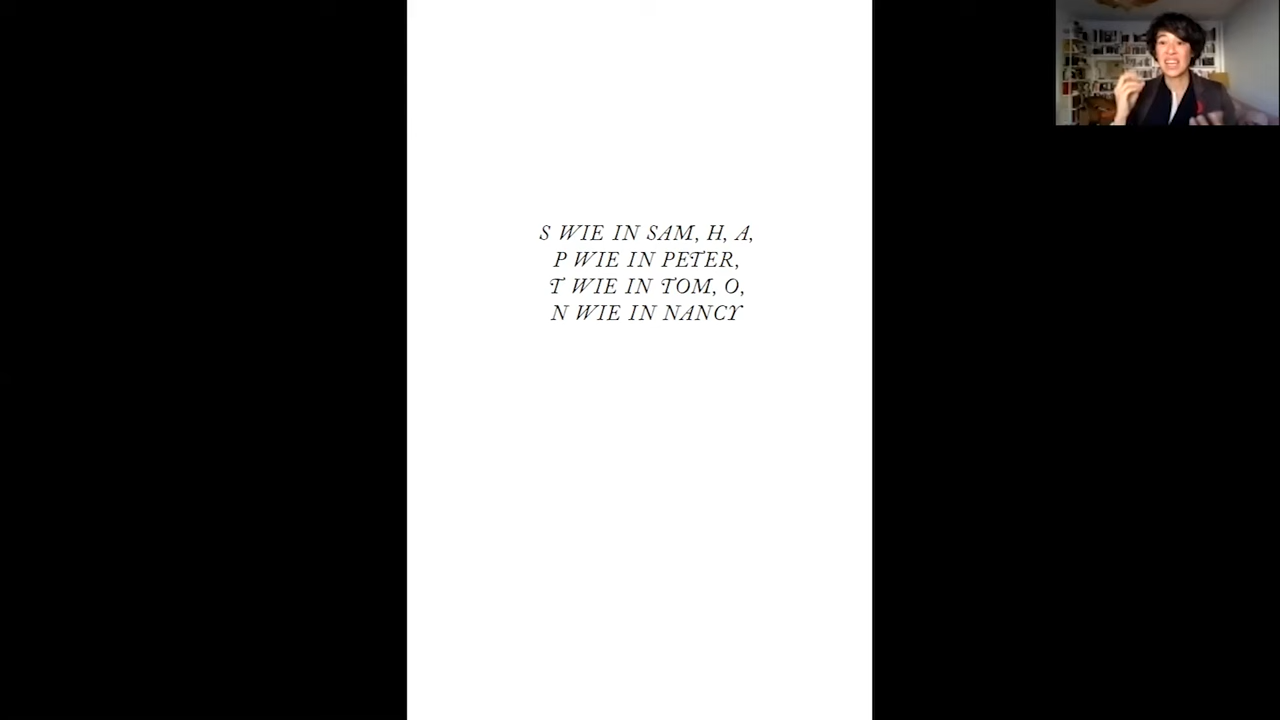 S WIE IN SAM, H, A,
P WIE IN PETER,
T WIE IN TOM, O,
N WIE IN NANCY